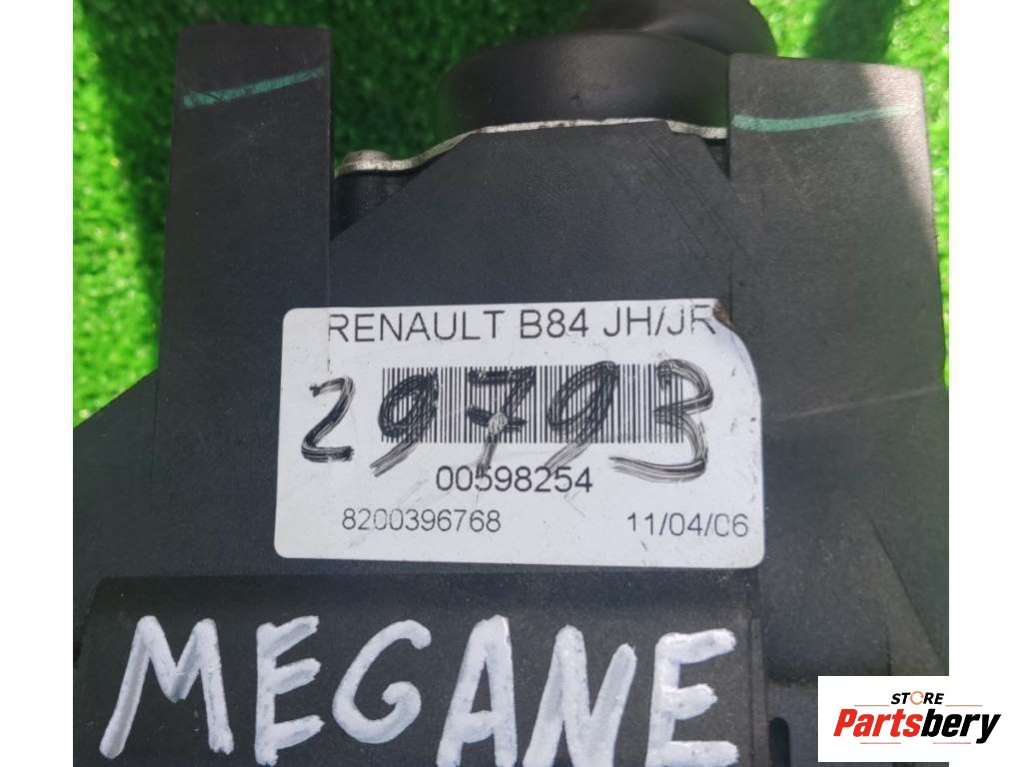 RENAULT B84 JH/JR
29793
00598254
8200396768 11/04/06
MEGANE
STORE
Partsbery